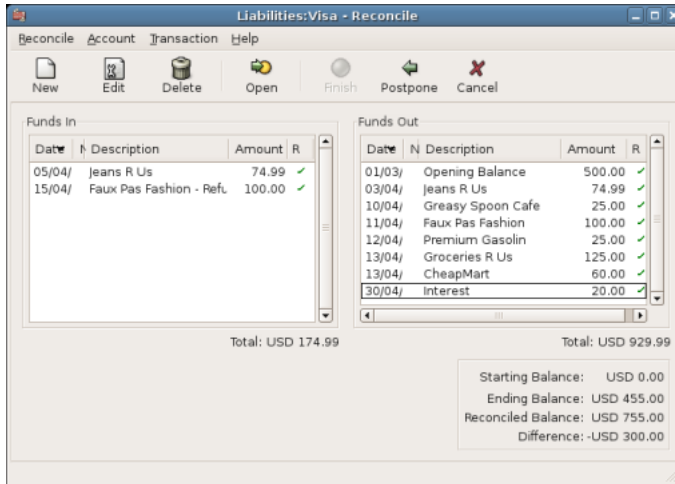 Liabilities:Visa - Reconcile
Reconcile Account Transaction Help
New Edit Delete Open Finish Postpone Cancel
Funds In
Date N Description Amount R
05/04/ Jeans R Us 74.99 ✓
15/04/ Faux Pas Fashion - Refu 100.00 ✓
Total: USD 174.99
Funds Out
Date N Description Amount R
01/03/ Opening Balance 500.00 ✓
03/04/ Jeans R Us 74.99 ✓
10/04/ Greasy Spoon Cafe 25.00 ✓
11/04/ Faux Pas Fashion 100.00 ✓
12/04/ Premium Gasolin 25.00 ✓
13/04/ Groceries R Us 125.00 ✓
13/04/ CheapMart 60.00 ✓
30/04/ Interest 20.00 ✓
Total: USD 929.99
Starting Balance: USD 0.00
Ending Balance: USD 455.00
Reconciled Balance: USD 755.00
Difference: -USD 300.00